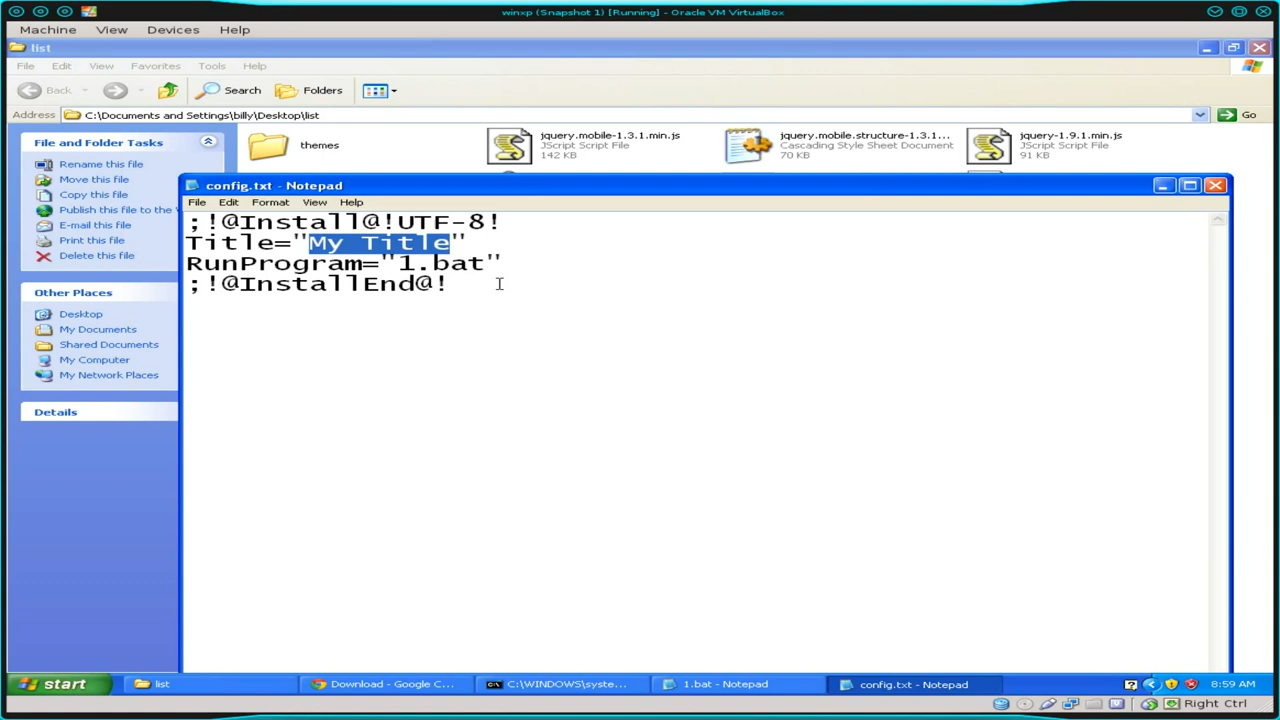 winxp (Snapshot 1) [Running] - Oracle VM VirtualBox
Machine View Devices Help
list
File Edit View Favorites Tools Help
Back Search Folders
Address C:\Documents and Settings\billy\Desktop\list Go
File and Folder Tasks
Rename this file
Move this file
Copy this file
Publish this file to the W
E-mail this file
Print this file
Delete this file
Other Places
Desktop
My Documents
Shared Documents
My Computer
My Network Places
Details
themes
jquery.mobile-1.3.1.min.js
JScript Script File
142 KB
jquery.mobile.structure-1.3.1...
Cascading Style Sheet Document
70 KB
jquery-1.9.1.min.js
JScript Script File
91 KB
config.txt - Notepad
File Edit Format View Help
;!@Install@!UTF-8!
Title="My Title"
RunProgram="1.bat"
;!@InstallEnd@!
start list Download - Google C... C:\WINDOWS\syste... 1.bat - Notepad config.txt - Notepad 8:59 AM
Right Ctrl